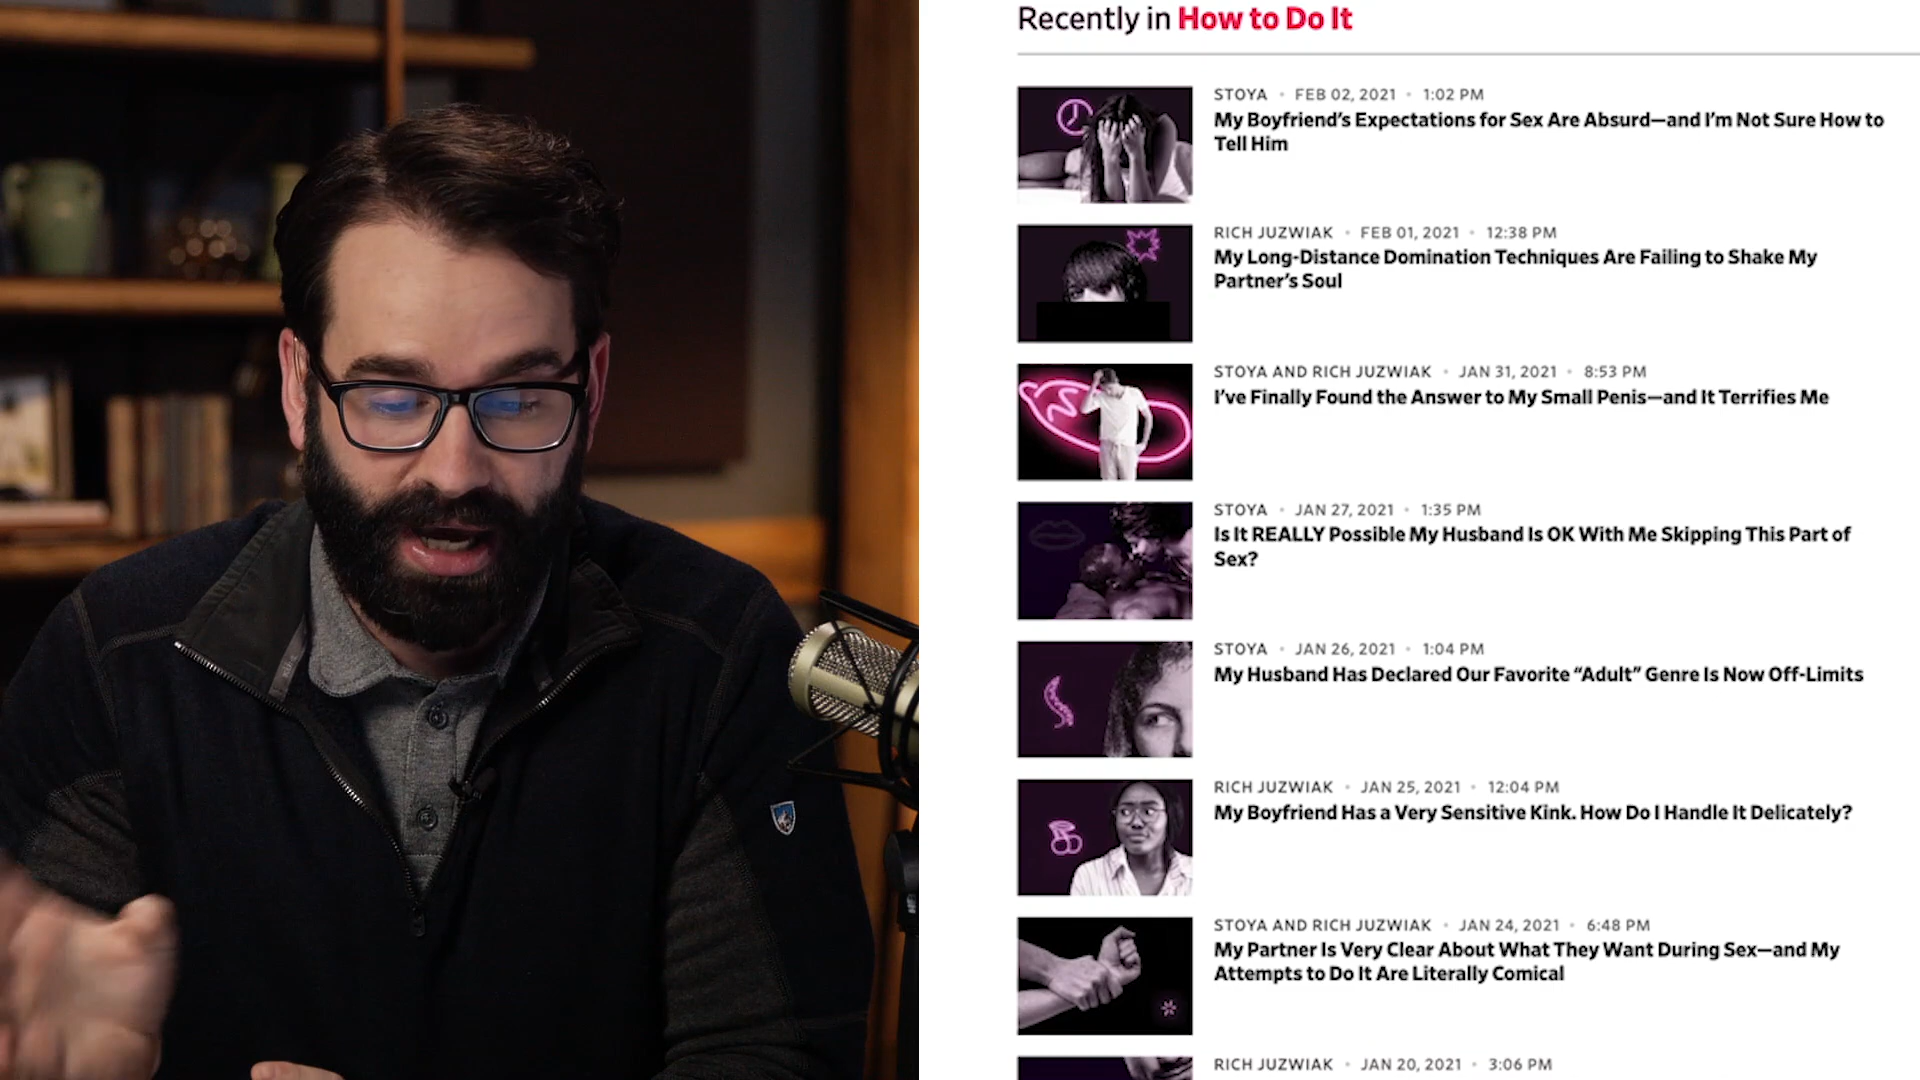 Recently in How to Do It
STOYA • FEB 02, 2021 • 1:02 PM
My Boyfriend’s Expectations for Sex Are Absurd—and I’m Not Sure How to
Tell Him
RICH JUZWIAK • FEB 01, 2021 • 12:38 PM
My Long-Distance Domination Techniques Are Failing to Shake My
Partner’s Soul
STOYA AND RICH JUZWIAK • JAN 31, 2021 • 8:53 PM
I’ve Finally Found the Answer to My Small Penis—and It Terrifies Me
STOYA • JAN 27, 2021 • 1:35 PM
Is It REALLY Possible My Husband Is OK With Me Skipping This Part of
Sex?
STOYA • JAN 26, 2021 • 1:04 PM
My Husband Has Declared Our Favorite “Adult” Genre Is Now Off-Limits
RICH JUZWIAK • JAN 25, 2021 • 12:04 PM
My Boyfriend Has a Very Sensitive Kink. How Do I Handle It Delicately?
STOYA AND RICH JUZWIAK • JAN 24, 2021 • 6:48 PM
My Partner Is Very Clear About What They Want During Sex—and My
Attempts to Do It Are Literally Comical
RICH JUZWIAK • JAN 20, 2021 • 3:06 PM